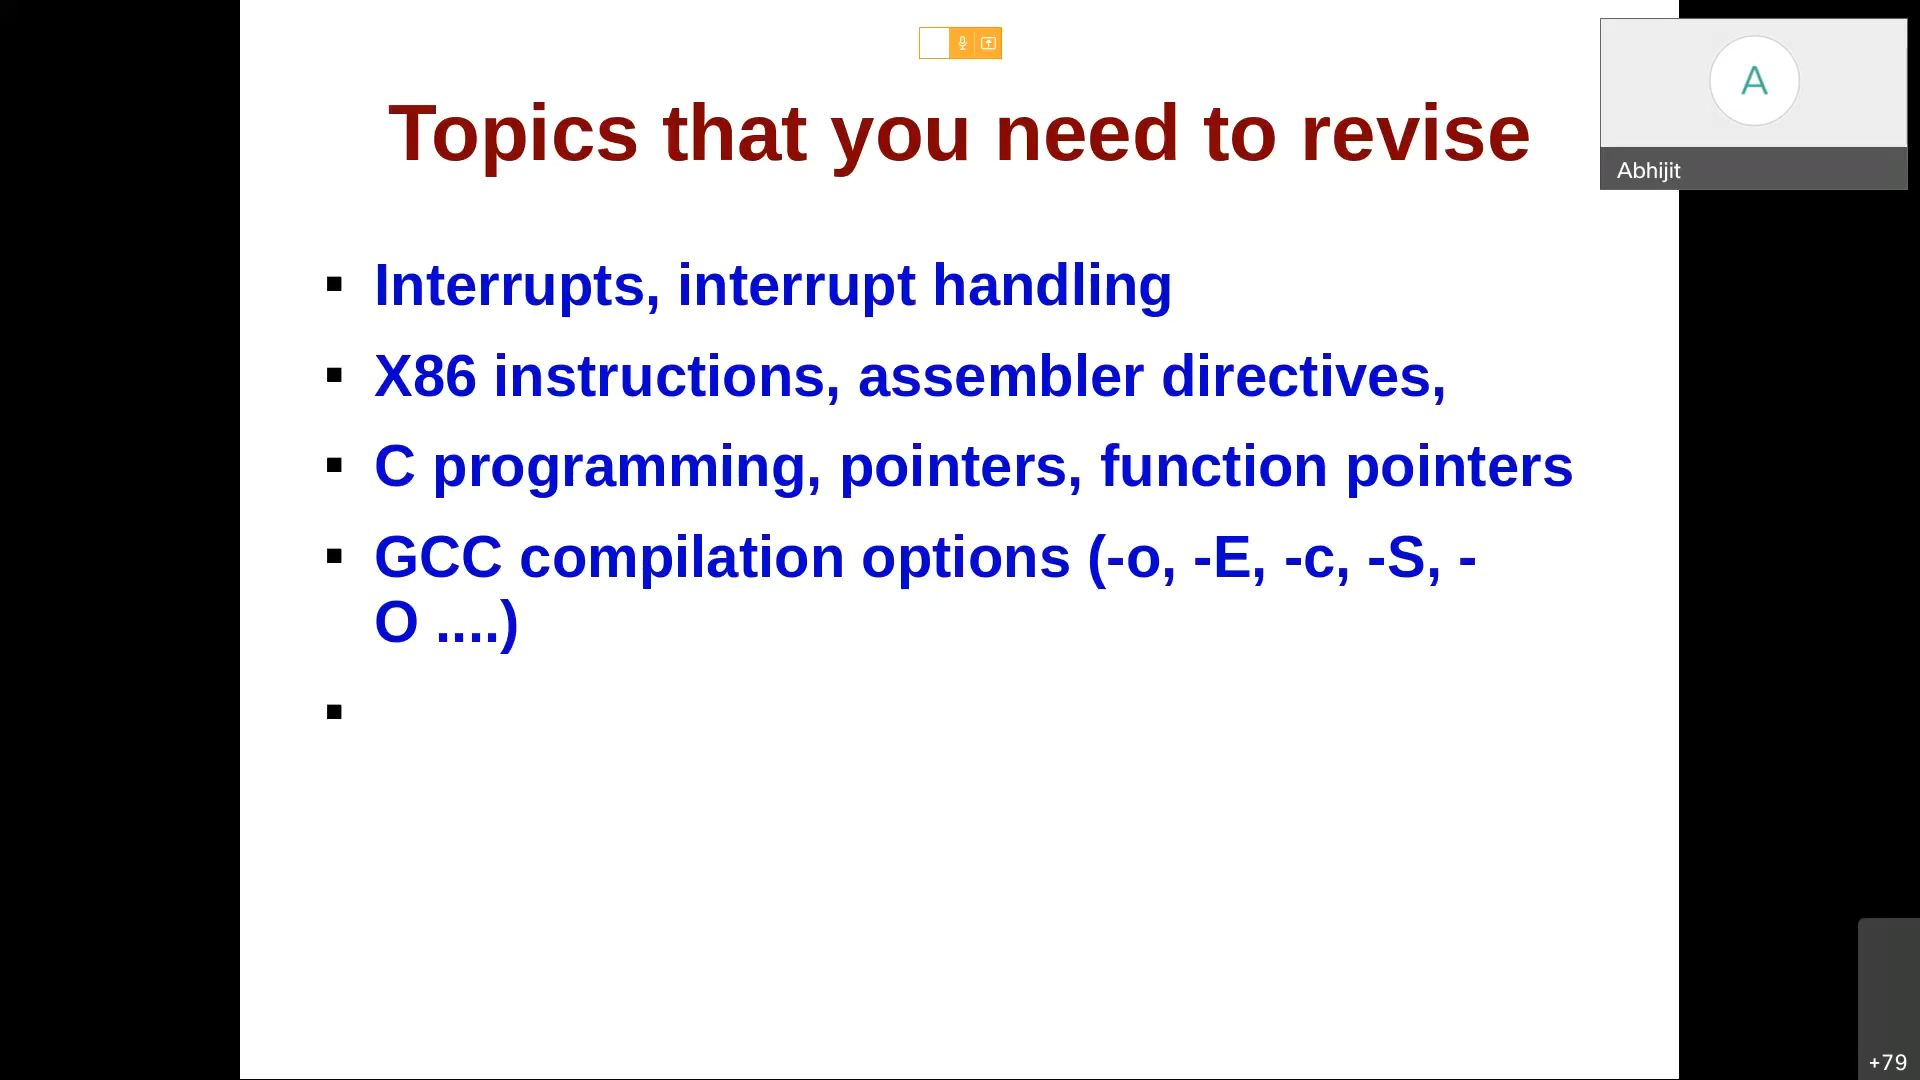 Topics that you need to revise
A
Abhijit
▪ Interrupts, interrupt handling
▪ X86 instructions, assembler directives,
▪ C programming, pointers, function pointers
▪ GCC compilation options (-o, -E, -c, -S, -
O ....)
▪
+79